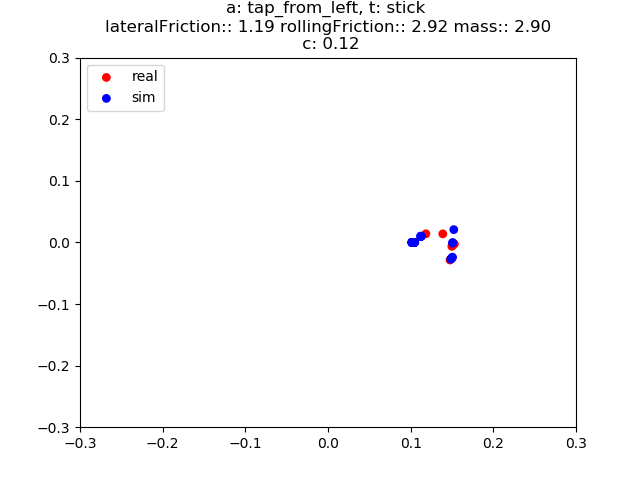 a: tap_from_left, t: stick
lateralFriction:: 1.19 rollingFriction:: 2.92 mass:: 2.90
c: 0.12
real
sim
0.3
0.2
0.1
0.0
−0.1
−0.2
−0.3
−0.3
−0.2
−0.1
0.0
0.1
0.2
0.3